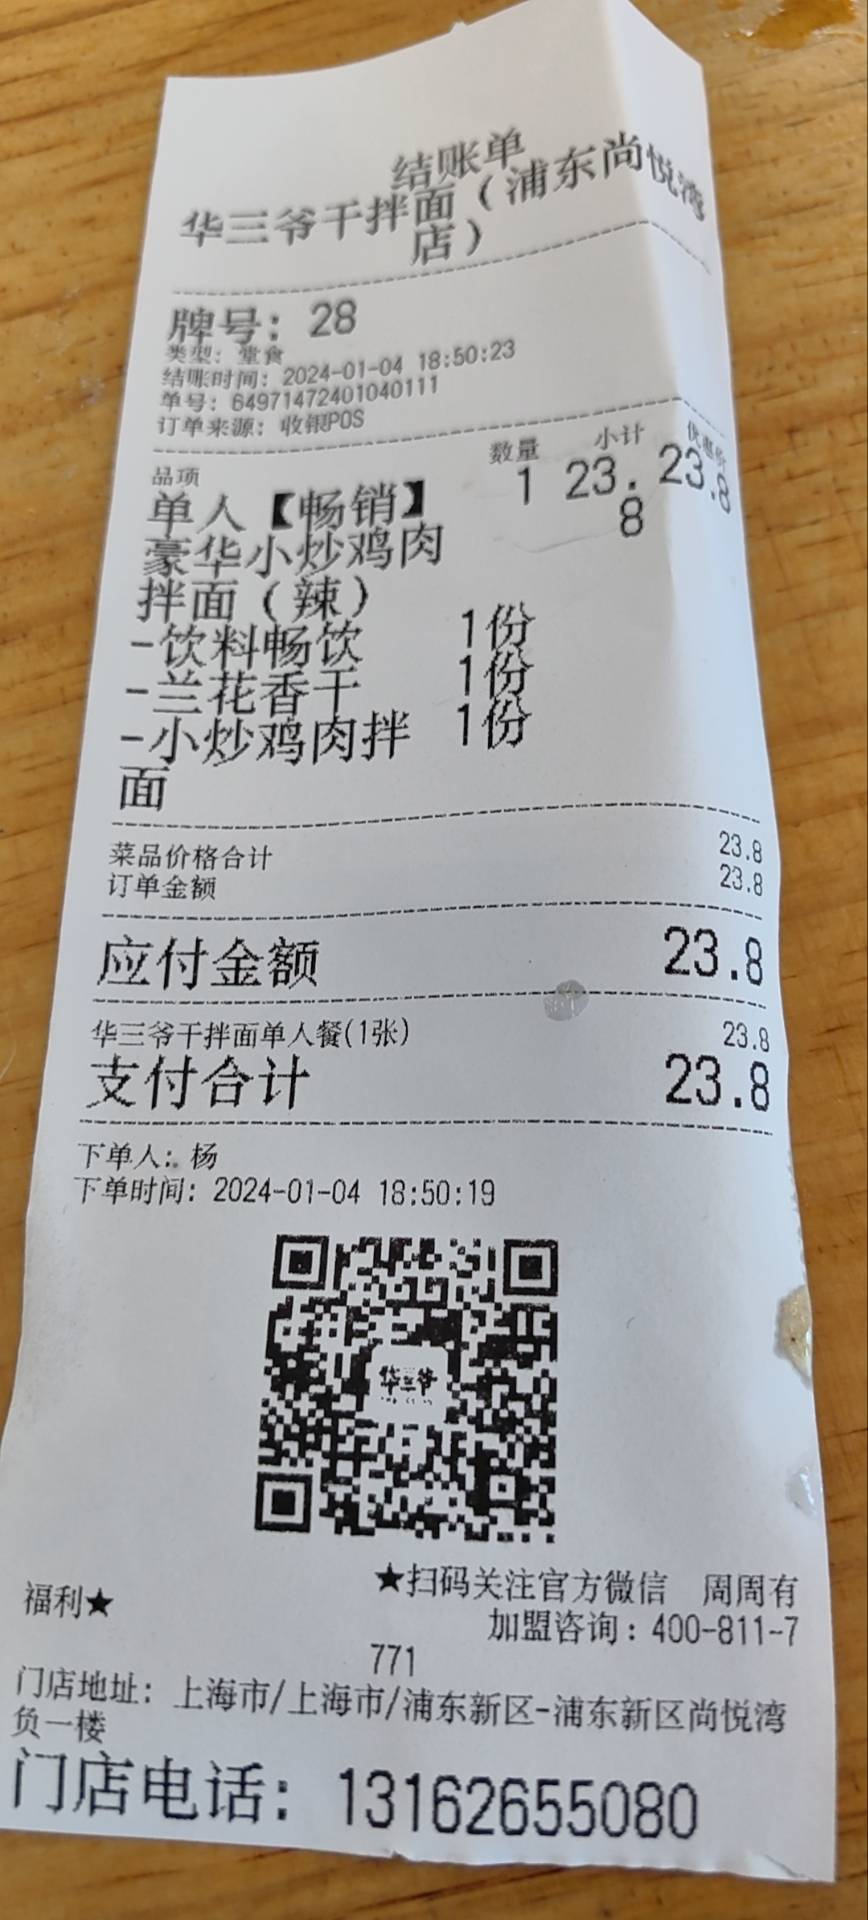 结账单
华三爷干拌面（浦东尚悦湾
店）
牌号：28
类型：堂食
结账时间：2024-01-04 18:50:23
单号：64971472401040111
订单来源：收银POS
品项 数量 小计 优惠价
单人【畅销】 1 23. 23.8
豪华小炒鸡肉 8
拌面（辣）
-饮料畅饮 1份
-兰花香干 1份
-小炒鸡肉拌 1份
面
菜品价格合计 23.8
订单金额 23.8
应付金额 23.8
华三爷干拌面单人餐(1张) 23.8
支付合计 23.8
下单人：杨
下单时间：2024-01-04 18:50:19
华三爷
★扫码关注官方微信 周周有
福利★
加盟咨询：400-811-7
771
门店地址：上海市/上海市/浦东新区-浦东新区尚悦湾
负一楼
门店电话：13162655080